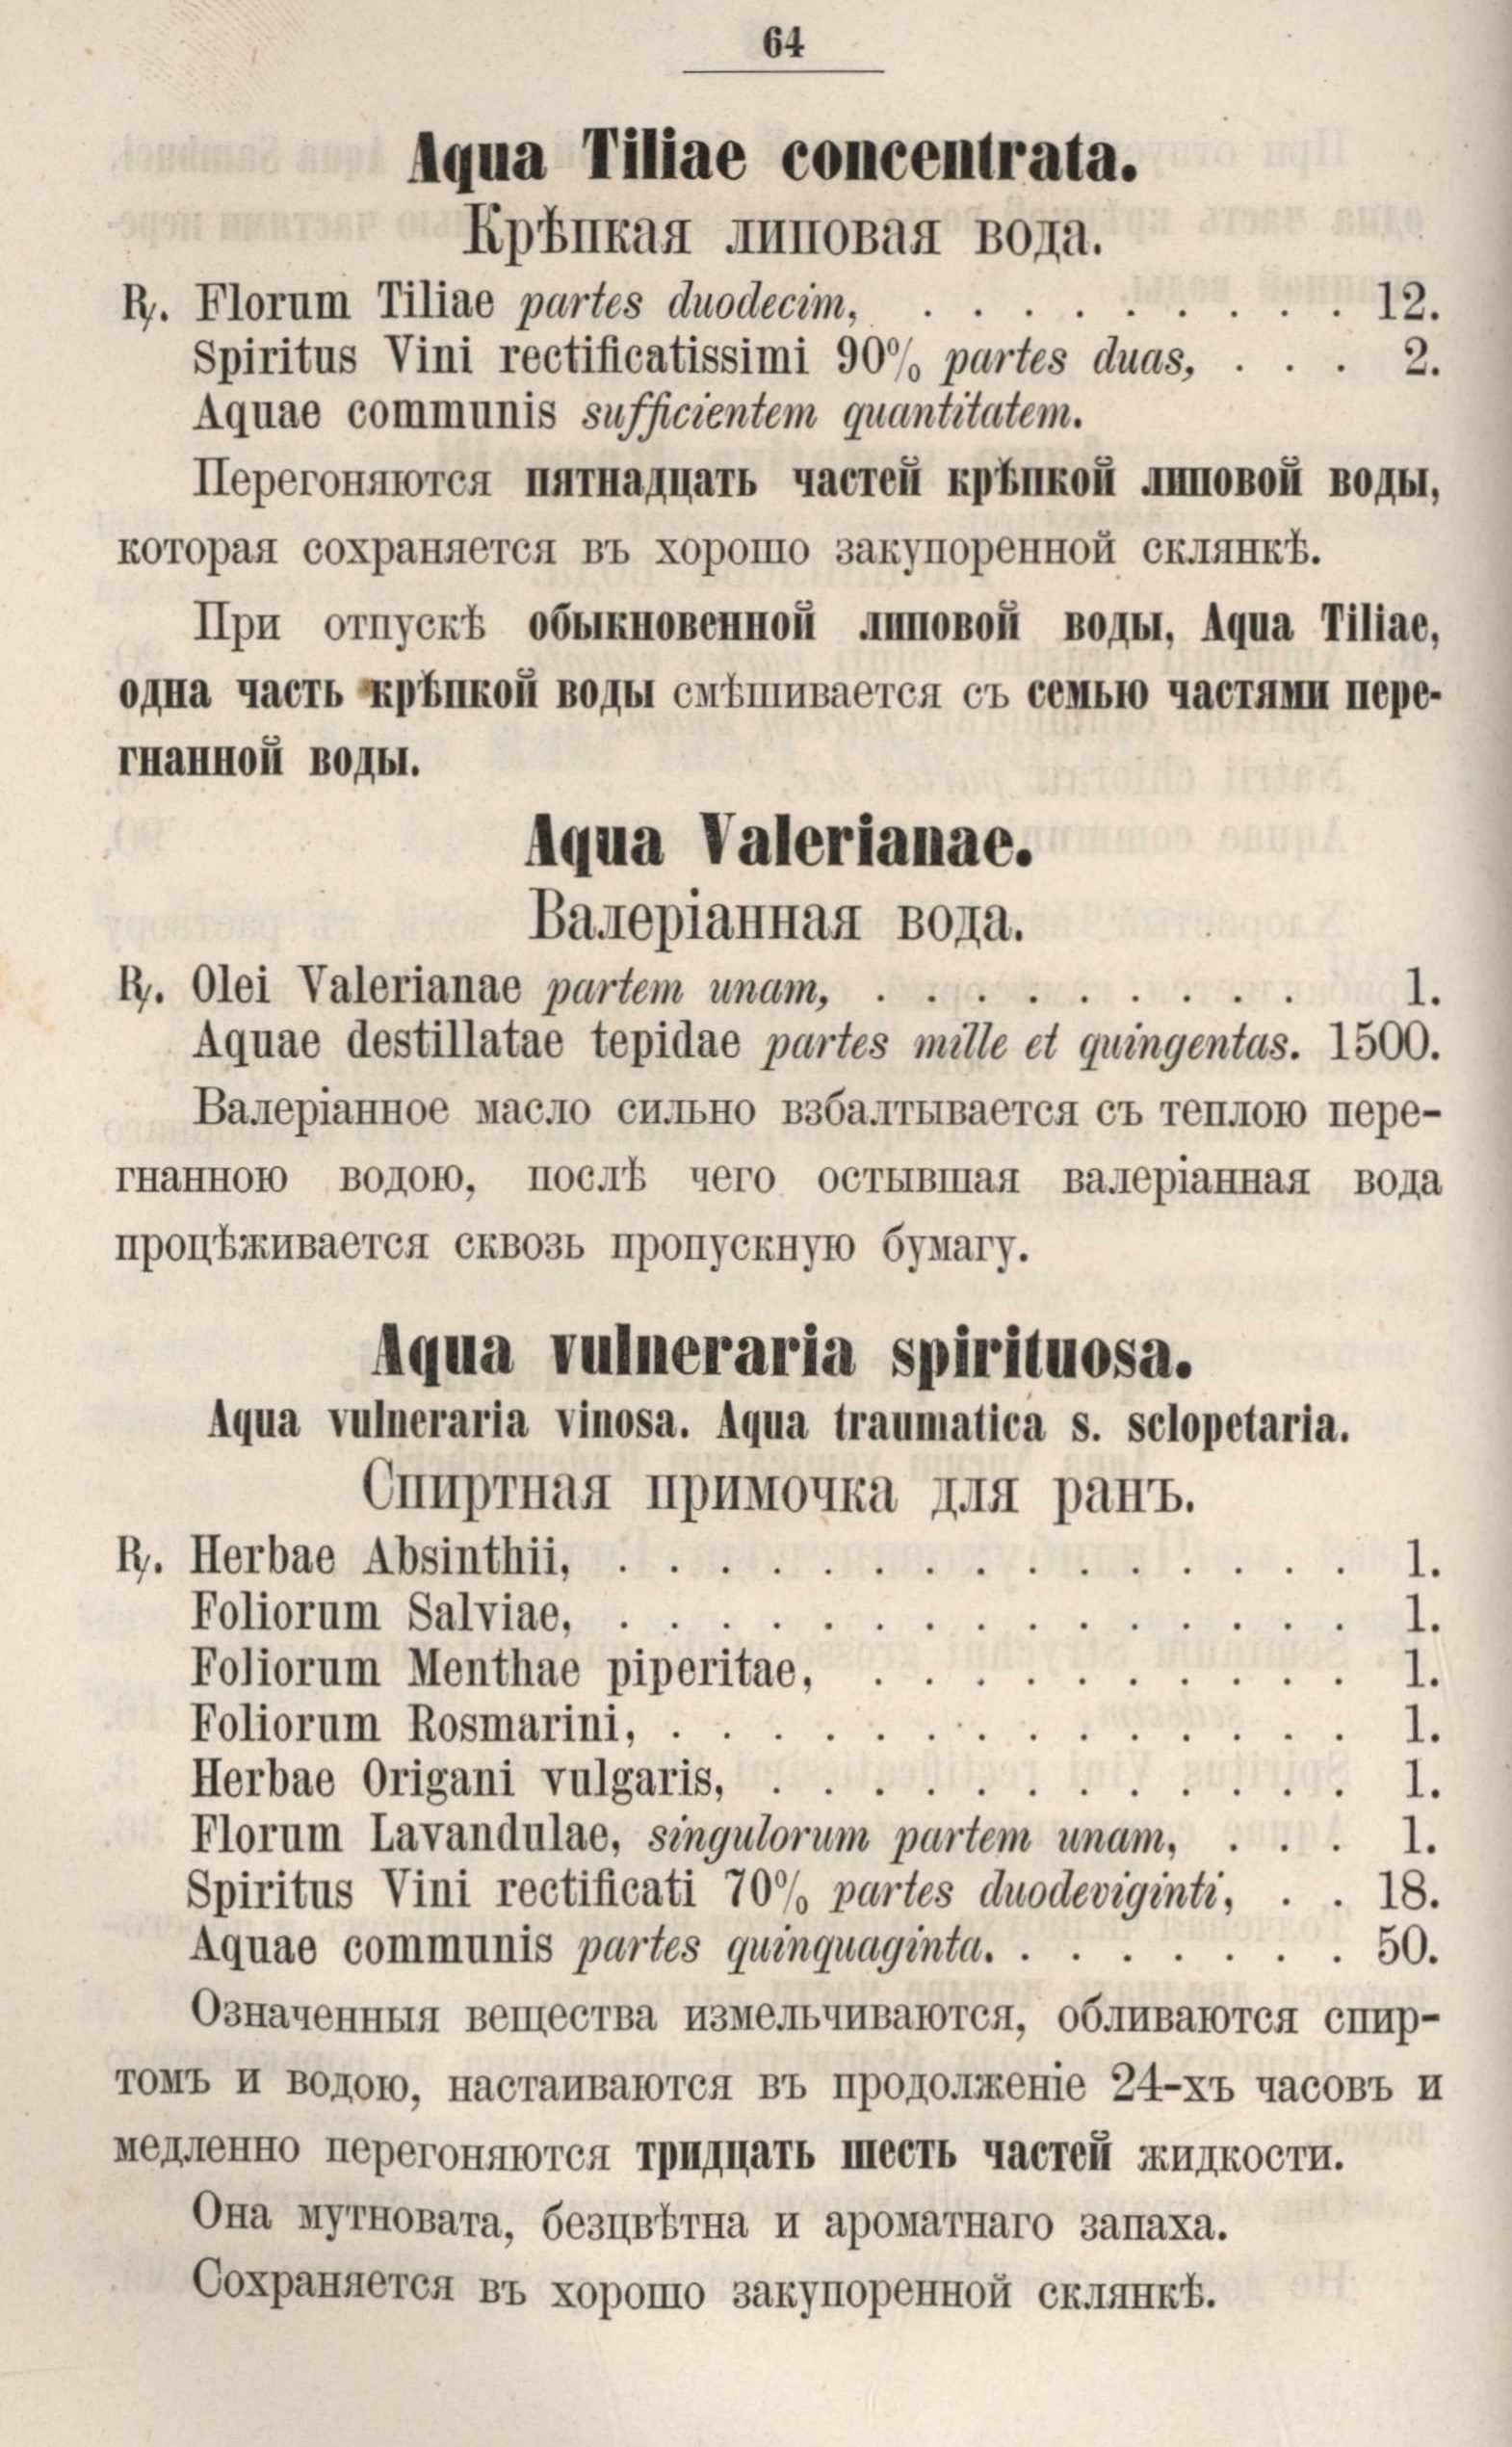 64
Aqua Tiliae concentrata.
Крѣпкая липовая вода.
℞. Florum Tiliae partes duodecim, . . . . . . . . . 12.
Spiritus Vini rectificatissimi 90% partes duas, . . . 2.
Aquae communis sufficientem quantitatem.
Перегоняются пятнадцать частей крѣпкой липовой воды,
которая сохраняется въ хорошо закупоренной склянкѣ.
При отпускѣ обыкновенной липовой воды, Aqua Tiliae,
одна часть крѣпкой воды смѣшивается съ семью частями пере-
гнанной воды.
Aqua Valerianae.
Валеріанная вода.
℞. Olei Valerianae partem unam, . . . . . . . . . 1.
Aquae destillatae tepidae partes mille et quingentas. 1500.
Валеріанное масло сильно взбалтывается съ теплою пере-
гнанною водою, послѣ чего остывшая валеріанная вода
процѣживается сквозь пропускную бумагу.
Aqua vulneraria spirituosa.
Aqua vulneraria vinosa. Aqua traumatica s. sclopetaria.
Спиртная примочка для ранъ.
℞. Herbae Absinthii, . . . . . . . . . . . . . . . 1.
Foliorum Salviae, . . . . . . . . . . . . . . . 1.
Foliorum Menthae piperitae, . . . . . . . . . . 1.
Foliorum Rosmarini, . . . . . . . . . . . . . . 1.
Herbae Origani vulgaris, . . . . . . . . . . . . 1.
Florum Lavandulae, singulorum partem unam, . . . 1.
Spiritus Vini rectificati 70% partes duodeviginti, . . 18.
Aquae communis partes quinquaginta. . . . . . . . 50.
Означенныя вещества измельчиваются, обливаются спир-
томъ и водою, настаиваются въ продолженіе 24-хъ часовъ и
медленно перегоняются тридцать шесть частей жидкости.
Она мутновата, безцвѣтна и ароматнаго запаха.
Сохраняется въ хорошо закупоренной склянкѣ.